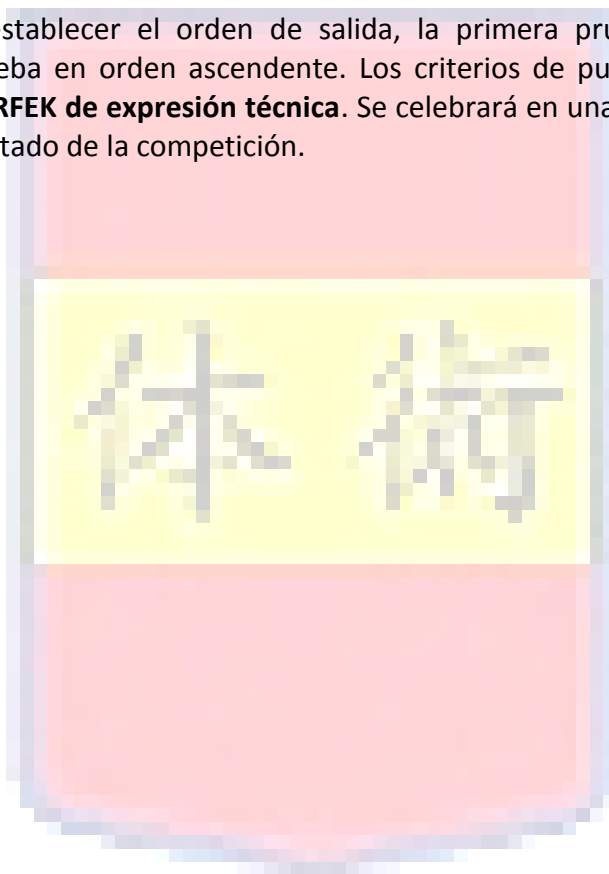 establecer el orden de salida, la primera pru
eba en orden ascendente. Los criterios de pu
RFEK de expresión técnica. Se celebrará en una
tado de la competición.
体 術